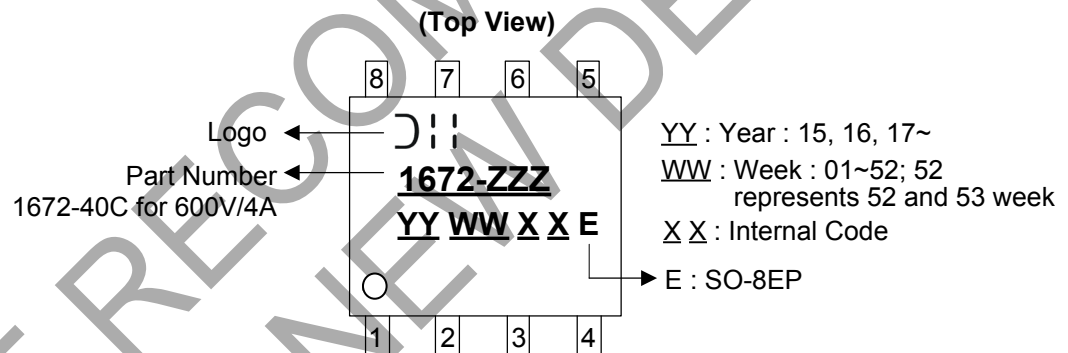 (Top View)
8 7 6 5
Logo
Part Number
1672-40C for 600V/4A
1672-ZZZ
YY WW X X E
YY : Year : 15, 16, 17~
WW : Week : 01~52; 52
represents 52 and 53 week
X X : Internal Code
E : SO-8EP
1 2 3 4